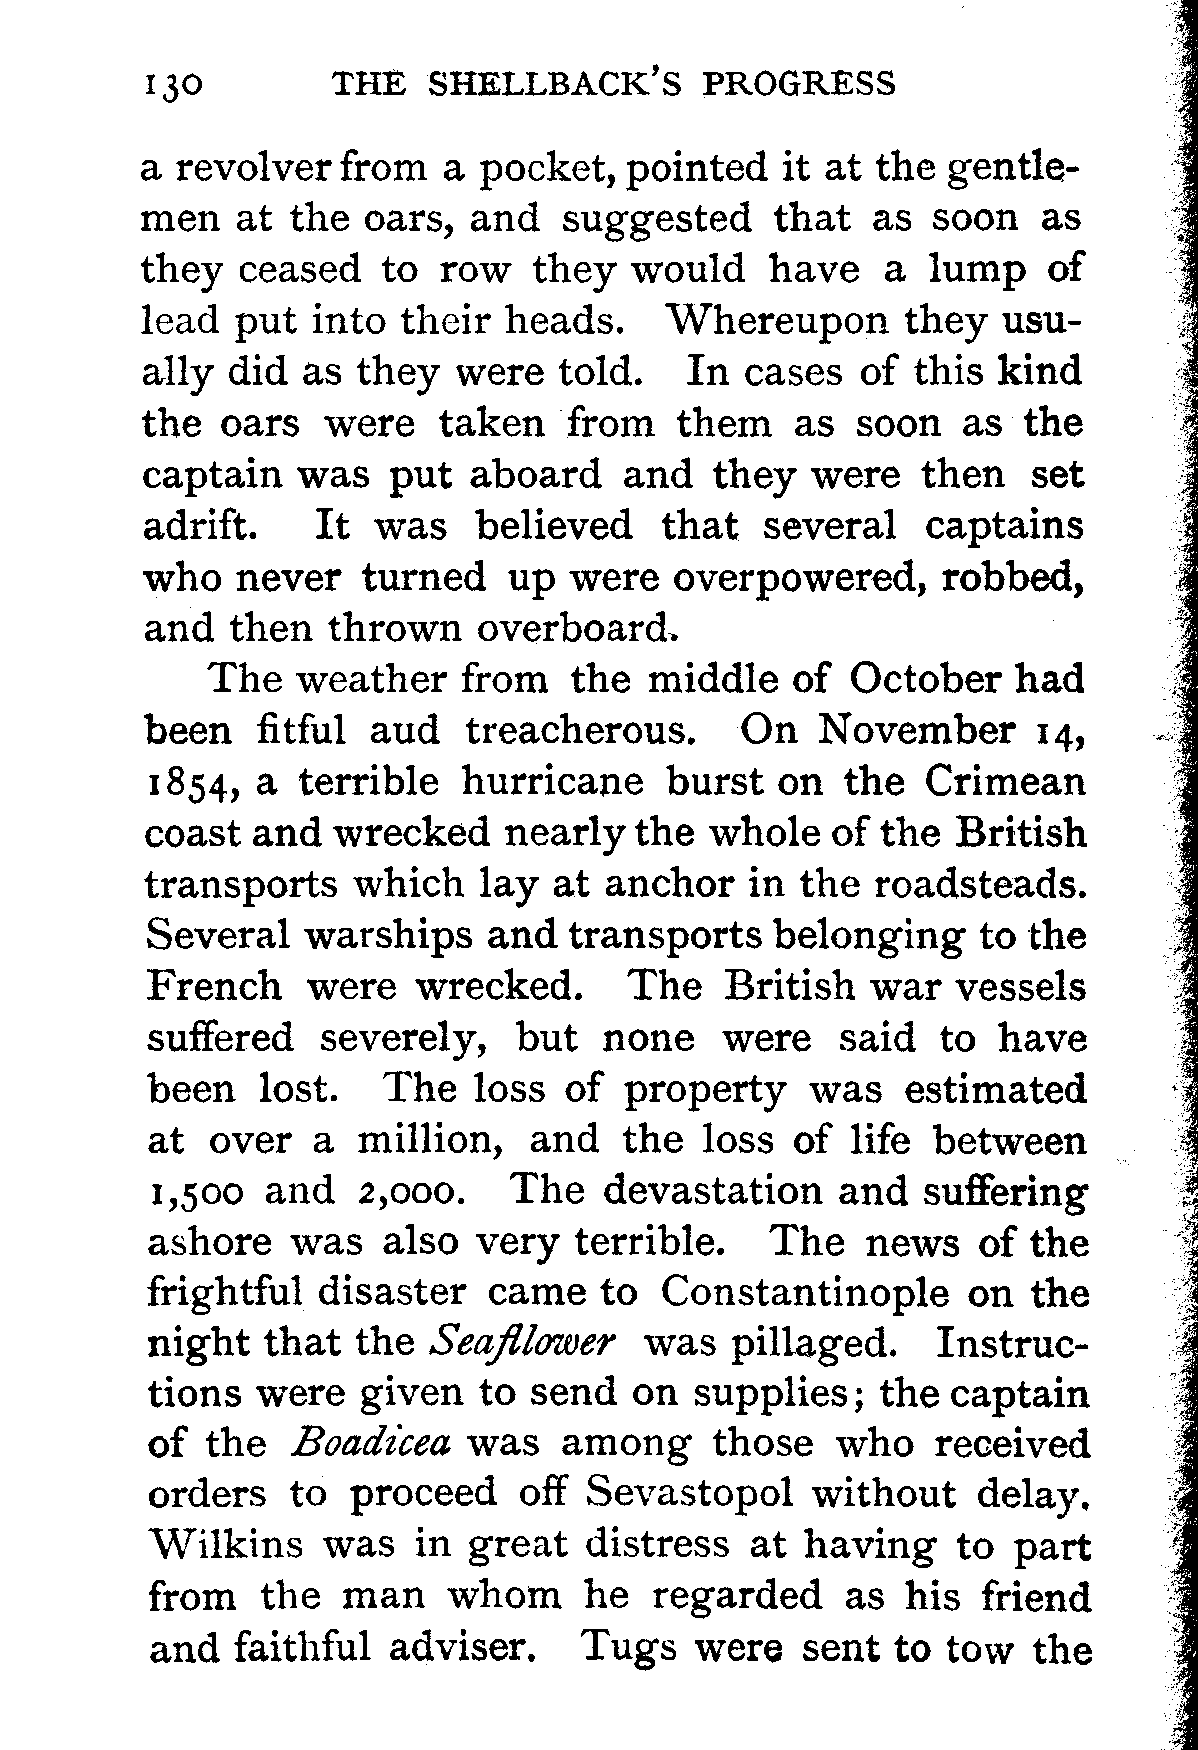 130 THE SHELLBACK'S PROGRESS
a revolver from a pocket, pointed it at the gentle-
men at the oars, and suggested that as soon as
they ceased to row they would have a lump of
lead put into their heads. Whereupon they usu-
ally did as they were told. In cases of this kind
the oars were taken from them as soon as the
captain was put aboard and they were then set
adrift. It was believed that several captains
who never turned up were overpowered, robbed,
and then thrown overboard.
The weather from the middle of October had
been fitful aud treacherous. On November 14,
1854, a terrible hurricane burst on the Crimean
coast and wrecked nearly the whole of the British
transports which lay at anchor in the roadsteads.
Several warships and transports belonging to the
French were wrecked. The British war vessels
suffered severely, but none were said to have
been lost. The loss of property was estimated
at over a million, and the loss of life between
1,500 and 2,000. The devastation and suffering
ashore was also very terrible. The news of the
frightful disaster came to Constantinople on the
night that the Seaflower was pillaged. Instruc-
tions were given to send on supplies; the captain
of the Boadicea was among those who received
orders to proceed off Sevastopol without delay.
Wilkins was in great distress at having to part
from the man whom he regarded as his friend
and faithful adviser. Tugs were sent to tow the